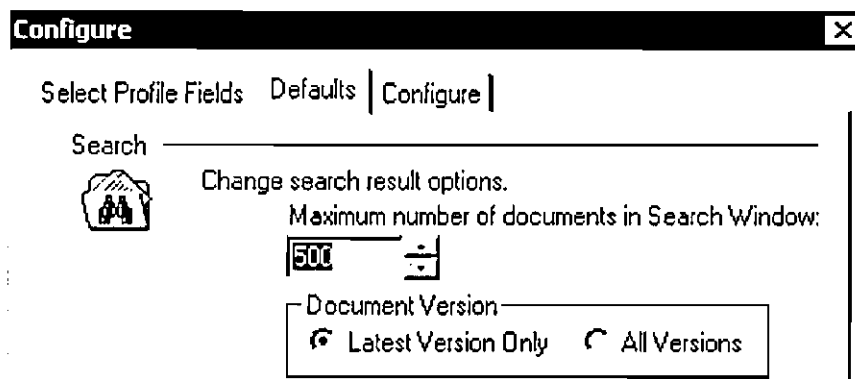 Configure
Select Profile Fields Defaults Configure
Search
Change search result options.
Maximum number of documents in Search Window:
500
Document Version
Latest Version Only All Versions